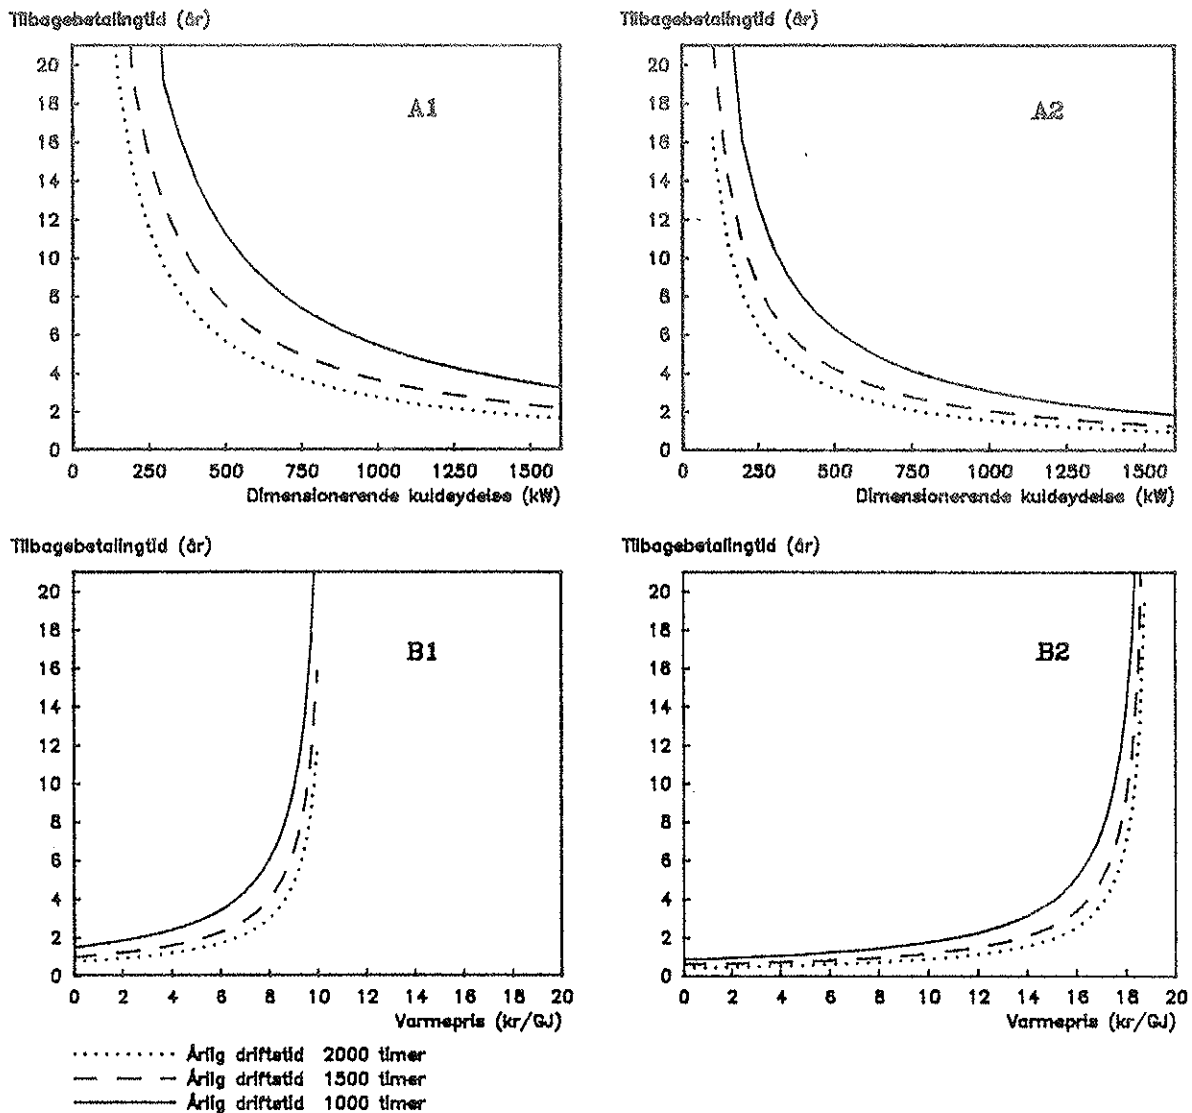 Tilbagebetalingtid (år)
20
18
16
14
12
10
8
6
4
2
0
A1
0 250 500 750 1000 1250 1500
Dimensionerende kuldeydelse (kW)
Tilbagebetalingtid (år)
20
18
16
14
12
10
8
6
4
2
0
A2
0 250 500 750 1000 1250 1500
Dimensionerende kuldeydelse (kW)
Tilbagebetalingtid (år)
20
18
16
14
12
10
8
6
4
2
0
B1
0 2 4 6 8 10 12 14 16 18 20
Varmepris (kr/GJ)
Tilbagebetalingtid (år)
20
18
16
14
12
10
8
6
4
2
0
B2
0 2 4 6 8 10 12 14 16 18 20
Varmepris (kr/GJ)
Årlig driftstid 2000 timer
Årlig driftstid 1500 timer
Årlig driftstid 1000 timer